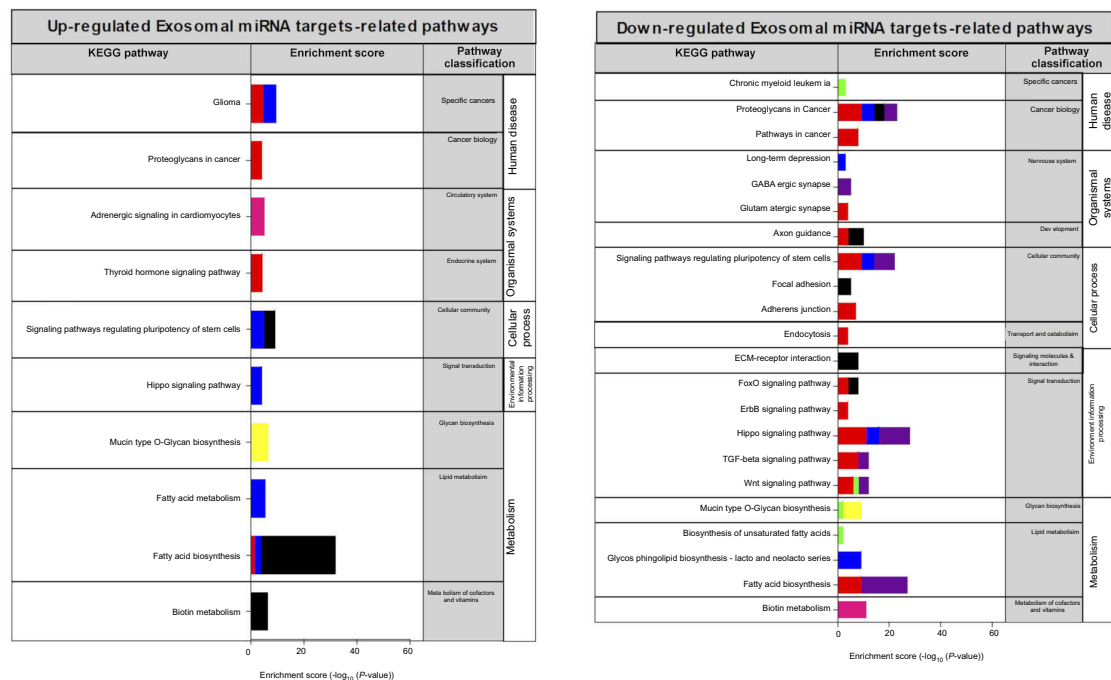 Up-regulated Exosomal miRNA targets-related pathways
KEGG pathway
Enrichment score
Pathway
classification
Glioma
Specific cancers
Human disease
Cancer biology
Proteoglycans in cancer
Circulatory system
Adrenergic signaling in cardiomyocytes
Organismal systems
Endocrine system
Thyroid hormone signaling pathway
Cellular community
Signaling pathways regulating pluripotency of stem cells
Cellular
process
Signal transduction
Hippo signaling pathway
Environmental
information
processing
Glycan biosynthesis
Mucin type O-Glycan biosynthesis
Lipid metabolisim
Fatty acid metabolism
Metabolism
Fatty acid biosynthesis
Meta bolism of cofactors
and vitamins
Biotin metabolism
0
20
40
60
Enrichment score (-log10 (P-value))
Down-regulated Exosomal miRNA targets-related pathways
KEGG pathway
Enrichment score
Pathway
classification
Chronic myeloid leukem ia
Specific cancers
Human
disease
Proteoglycans in Cancer
Cancer biology
Pathways in cancer
Long-term depression
Nervouse system
GABA ergic synapse
Organismal
systems
Glutam atergic synapse
Axon guidance
Dev elopment
Signaling pathways regulating pluripotency of stem cells
Cellular community
Focal adhesion
Cellular process
Adherens junction
Endocytosis
Transport and catabolisim
ECM-receptor interaction
Signaling molecules &
interaction
FoxO signaling pathway
Signal transduction
ErbB signaling pathway
Environment information
processing
Hippo signaling pathway
TGF-beta signaling pathway
Wnt signaling pathway
Mucin type O-Glycan biosynthesis
Glycan biosynthesis
Biosynthesis of unsaturated fatty acids
Lipid metabolisim
Metabolisim
Glycos phingolipid biosynthesis - lacto and neolacto series
Fatty acid biosynthesis
Biotin metabolism
Metabolism of cofactors
and vitamins
0
20
40
60
Enrichment score (-log10 (P-value))